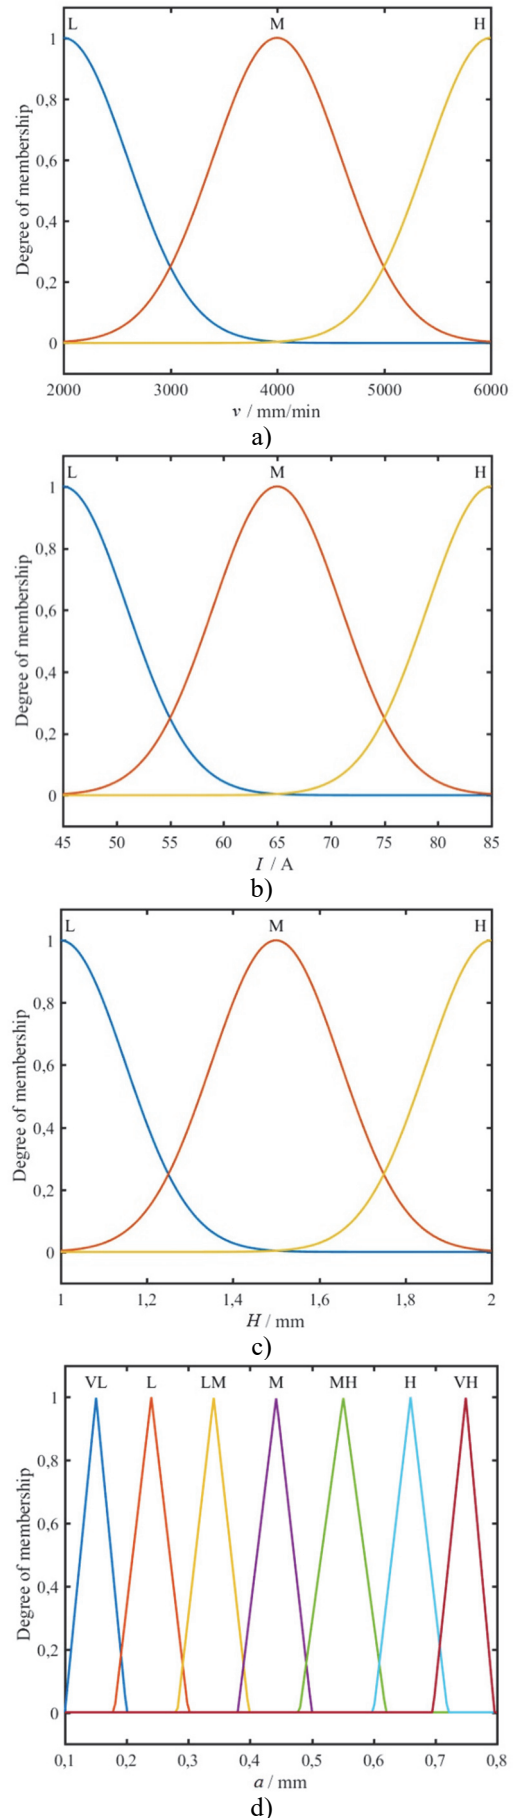 L M H
1
0,8
0,6
0,4
0,2
0
Degree of membership
2000 3000 4000 5000 6000
v / mm/min
a)
L M H
1
0,8
0,6
0,4
0,2
0
Degree of membership
45 50 55 60 65 70 75 80 85
I / A
b)
L M H
1
0,8
0,6
0,4
0,2
0
Degree of membership
1 1,2 1,4 1,6 1,8 2
H / mm
c)
VL L LM M MH H VH
1
0,8
0,6
0,4
0,2
0
Degree of membership
0,1 0,2 0,3 0,4 0,5 0,6 0,7 0,8
a / mm
d)